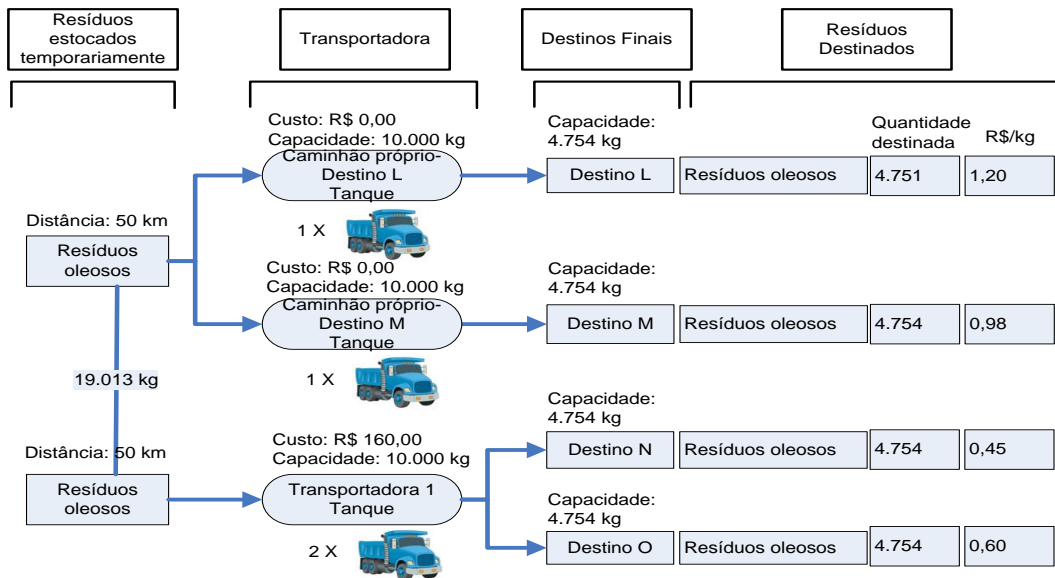 Resíduos
estocados
temporariamente
Transportadora
Destinos Finais
Resíduos
Destinados
Custo: R$ 0,00
Capacidade: 10.000 kg
Caminhão próprio-
Destino L
Tanque
1 X
Capacidade:
4.754 kg
Destino L
Resíduos oleosos
Quantidade
destinada
R$/kg
4.751
1,20
Distância: 50 km
Resíduos
oleosos
Custo: R$ 0,00
Capacidade: 10.000 kg
Caminhão próprio-
Destino M
Tanque
1 X
Capacidade:
4.754 kg
Destino M
Resíduos oleosos
4.754
0,98
19.013 kg
Distância: 50 km
Resíduos
oleosos
Custo: R$ 160,00
Capacidade: 10.000 kg
Transportadora 1
Tanque
2 X
Capacidade:
4.754 kg
Destino N
Resíduos oleosos
4.754
0,45
Capacidade:
4.754 kg
Destino O
Resíduos oleosos
4.754
0,60